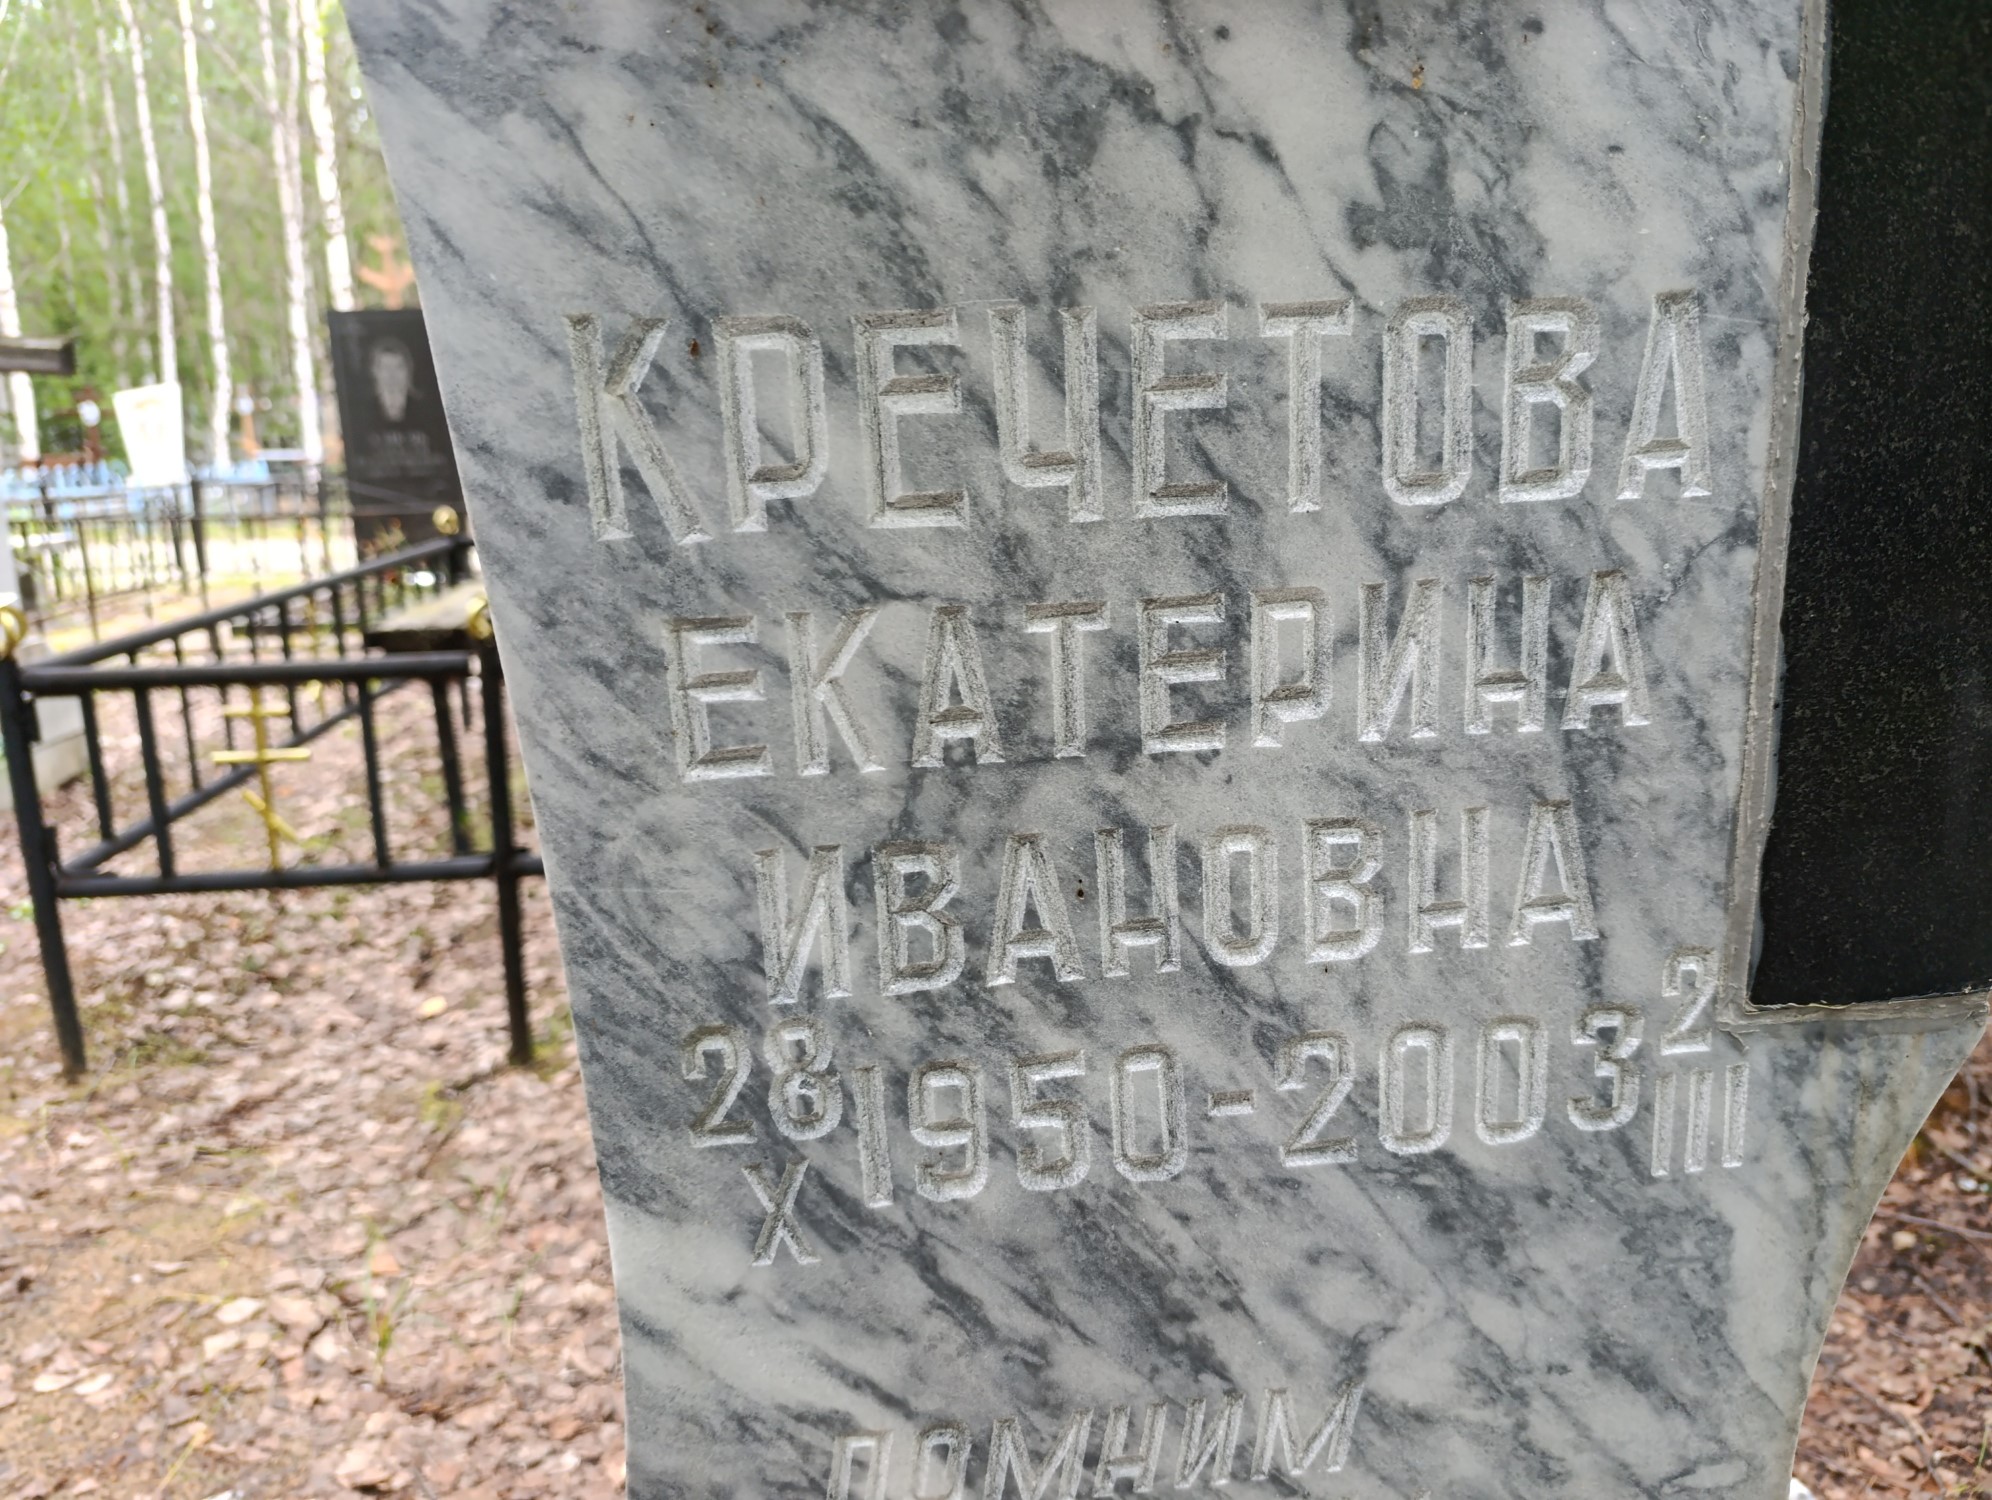 КРЕЧЕТОВА
ЕКАТЕРИНА
ИВАНОВНА
28 X 1950-2003 2 III
ПОМНИМ